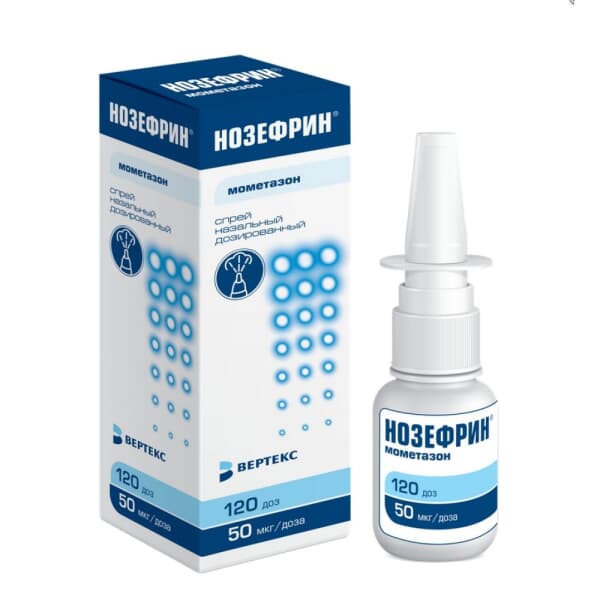 НОЗЕФРИН®
мометазон
НОЗЕФРИН®
мометазон
НОЗЕФРИН®
мометазон
спрей
назальный
дозированный
спрей
назальный
дозированный
ВЕРТЕКС
120 доз
50 мкг/доза
ВЕРТЕКС
120 доз
50 мкг/доза
НОЗЕФРИН®
мометазон
120 доз
50 мкг/доза